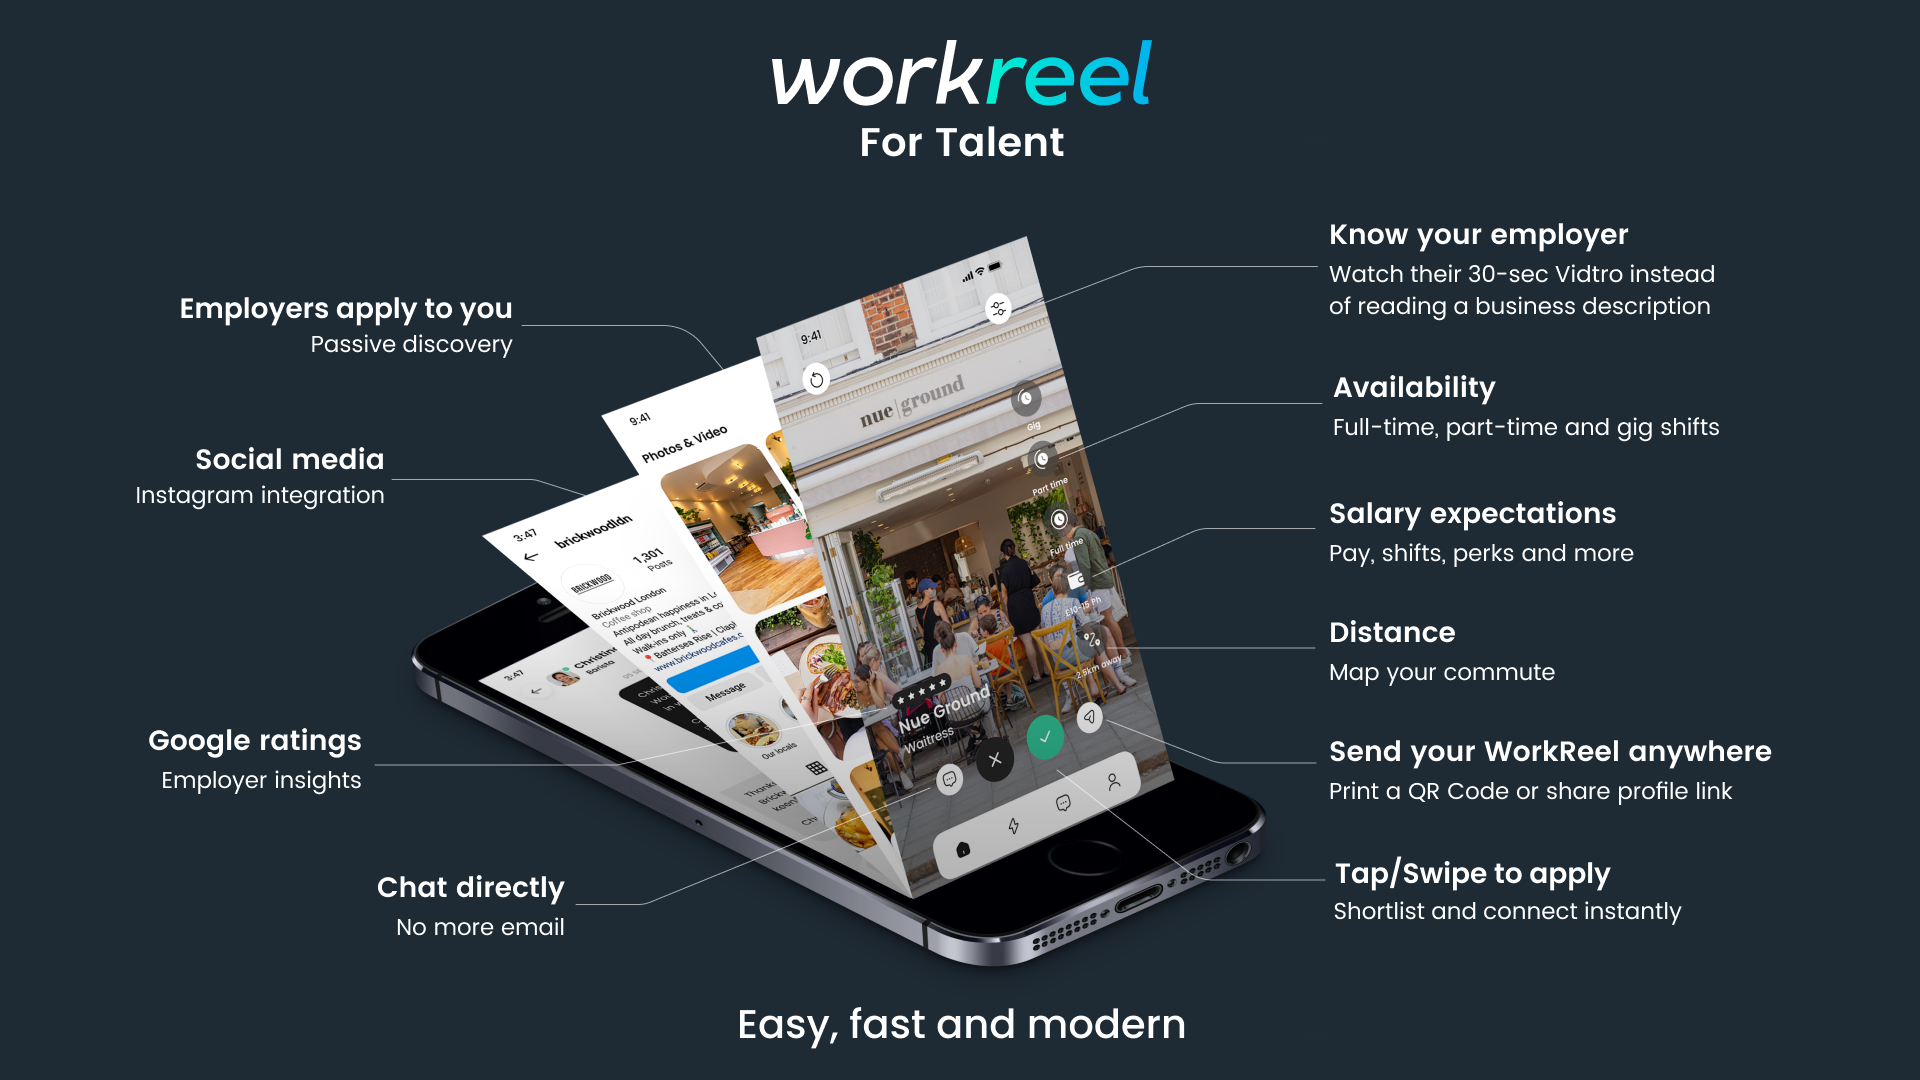 workreel
For Talent
Employers apply to you
Passive discovery
Social media
Instagram integration
Google ratings
Employer insights
Chat directly
No more email
Know your employer
Watch their 30-sec Vidtro instead
of reading a business description
Availability
Full-time, part-time and gig shifts
Salary expectations
Pay, shifts, perks and more
Distance
Map your commute
Send your WorkReel anywhere
Print a QR Code or share profile link
Tap/Swipe to apply
Shortlist and connect instantly
9:41
nue | ground
Gig
Part time
Full time
£10-15 Ph
2.5km away
Nue Ground
Waitress
9:41
Photos & Video
3:47
brickwoodldn
BRICKWOOD
1,301
Posts
Brickwood London
Coffee shop
Antipodean happiness in
All day brunch, treats & co
Walk-ins only
Battersea Rise | Clap
www.brickwoodcafes.c
Message
Our locals
3:47
Christin
Barista
Easy, fast and modern